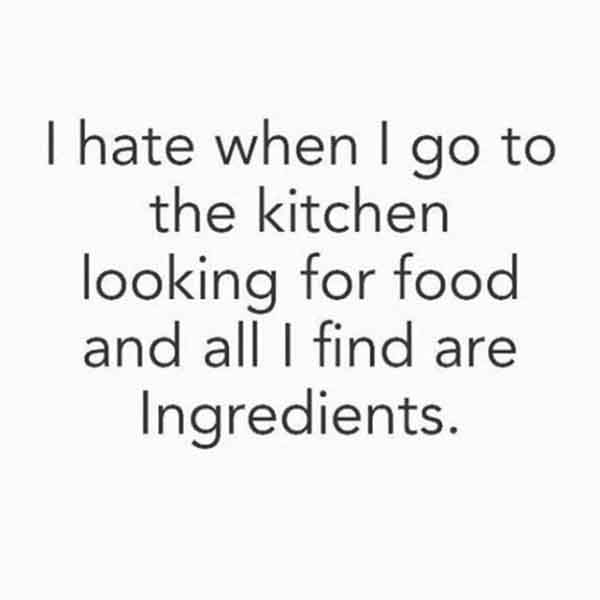 I hate when I go to
the kitchen
looking for food
and all I find are
Ingredients.